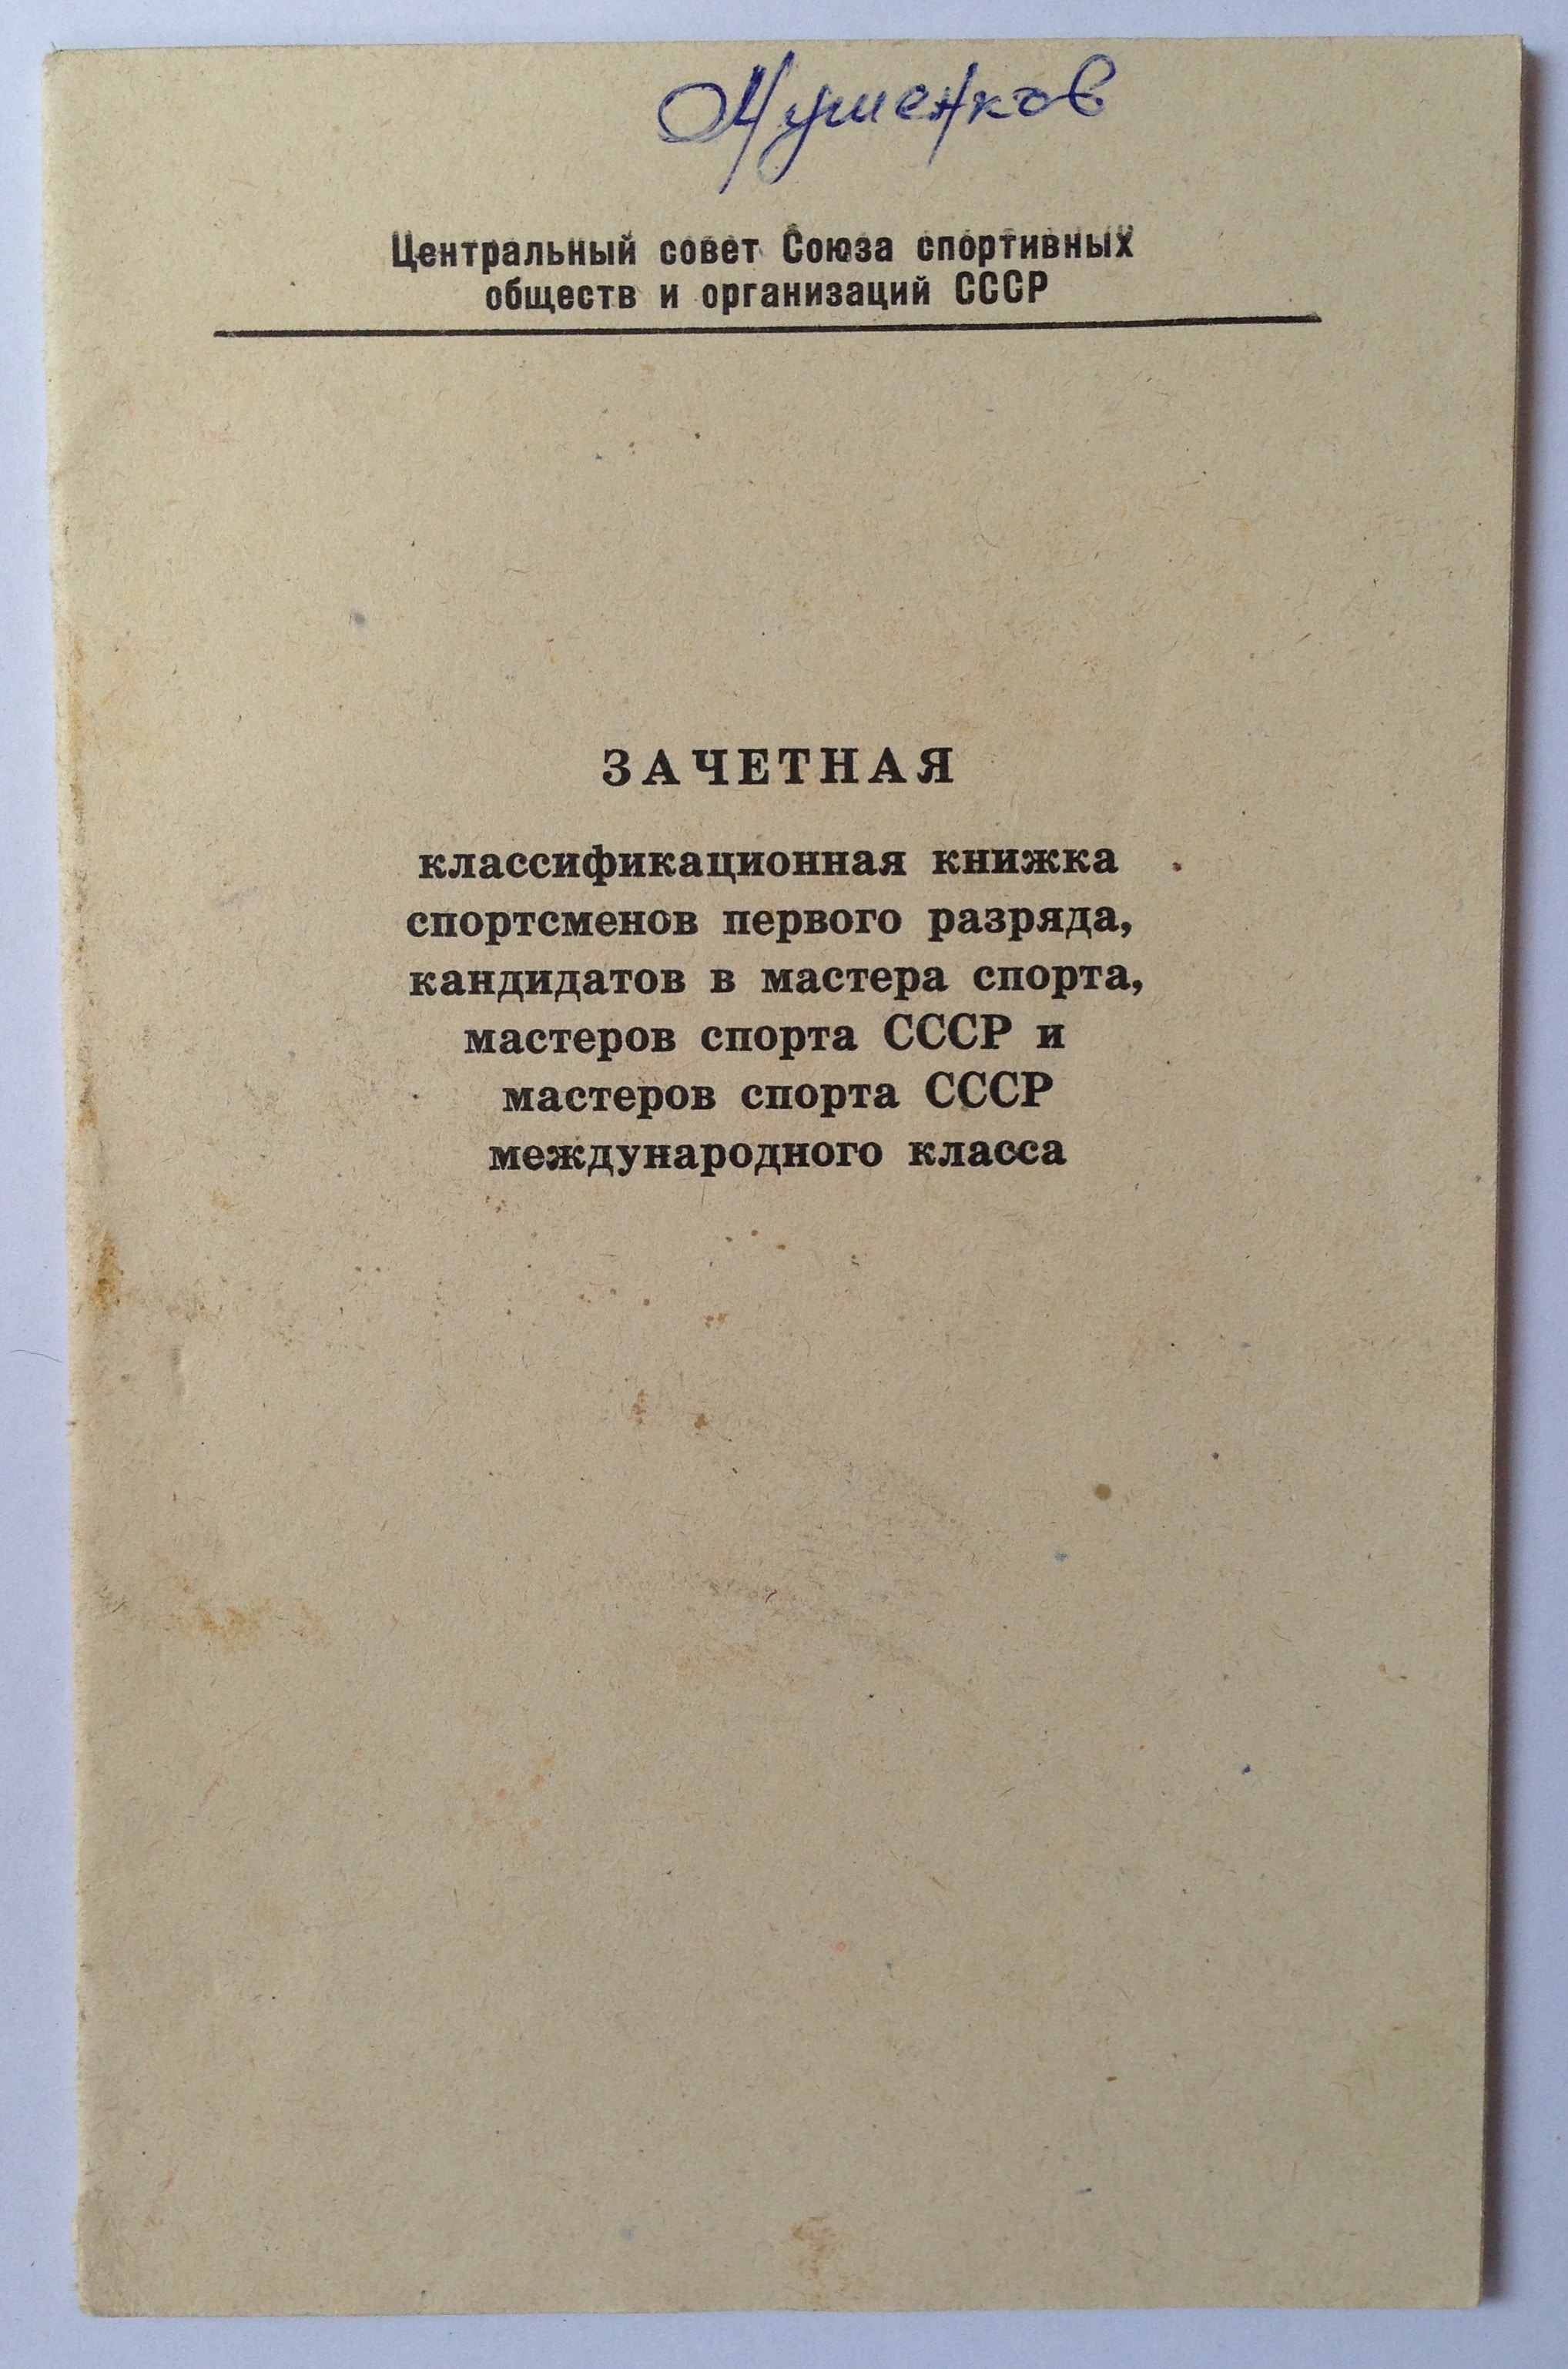 Мушенков
Центральный совет Союза спортивных
обществ и организаций СССР
ЗАЧЕТНАЯ
классификационная книжка
спортсменов первого разряда,
кандидатов в мастера спорта,
мастеров спорта СССР и
мастеров спорта СССР
международного класса